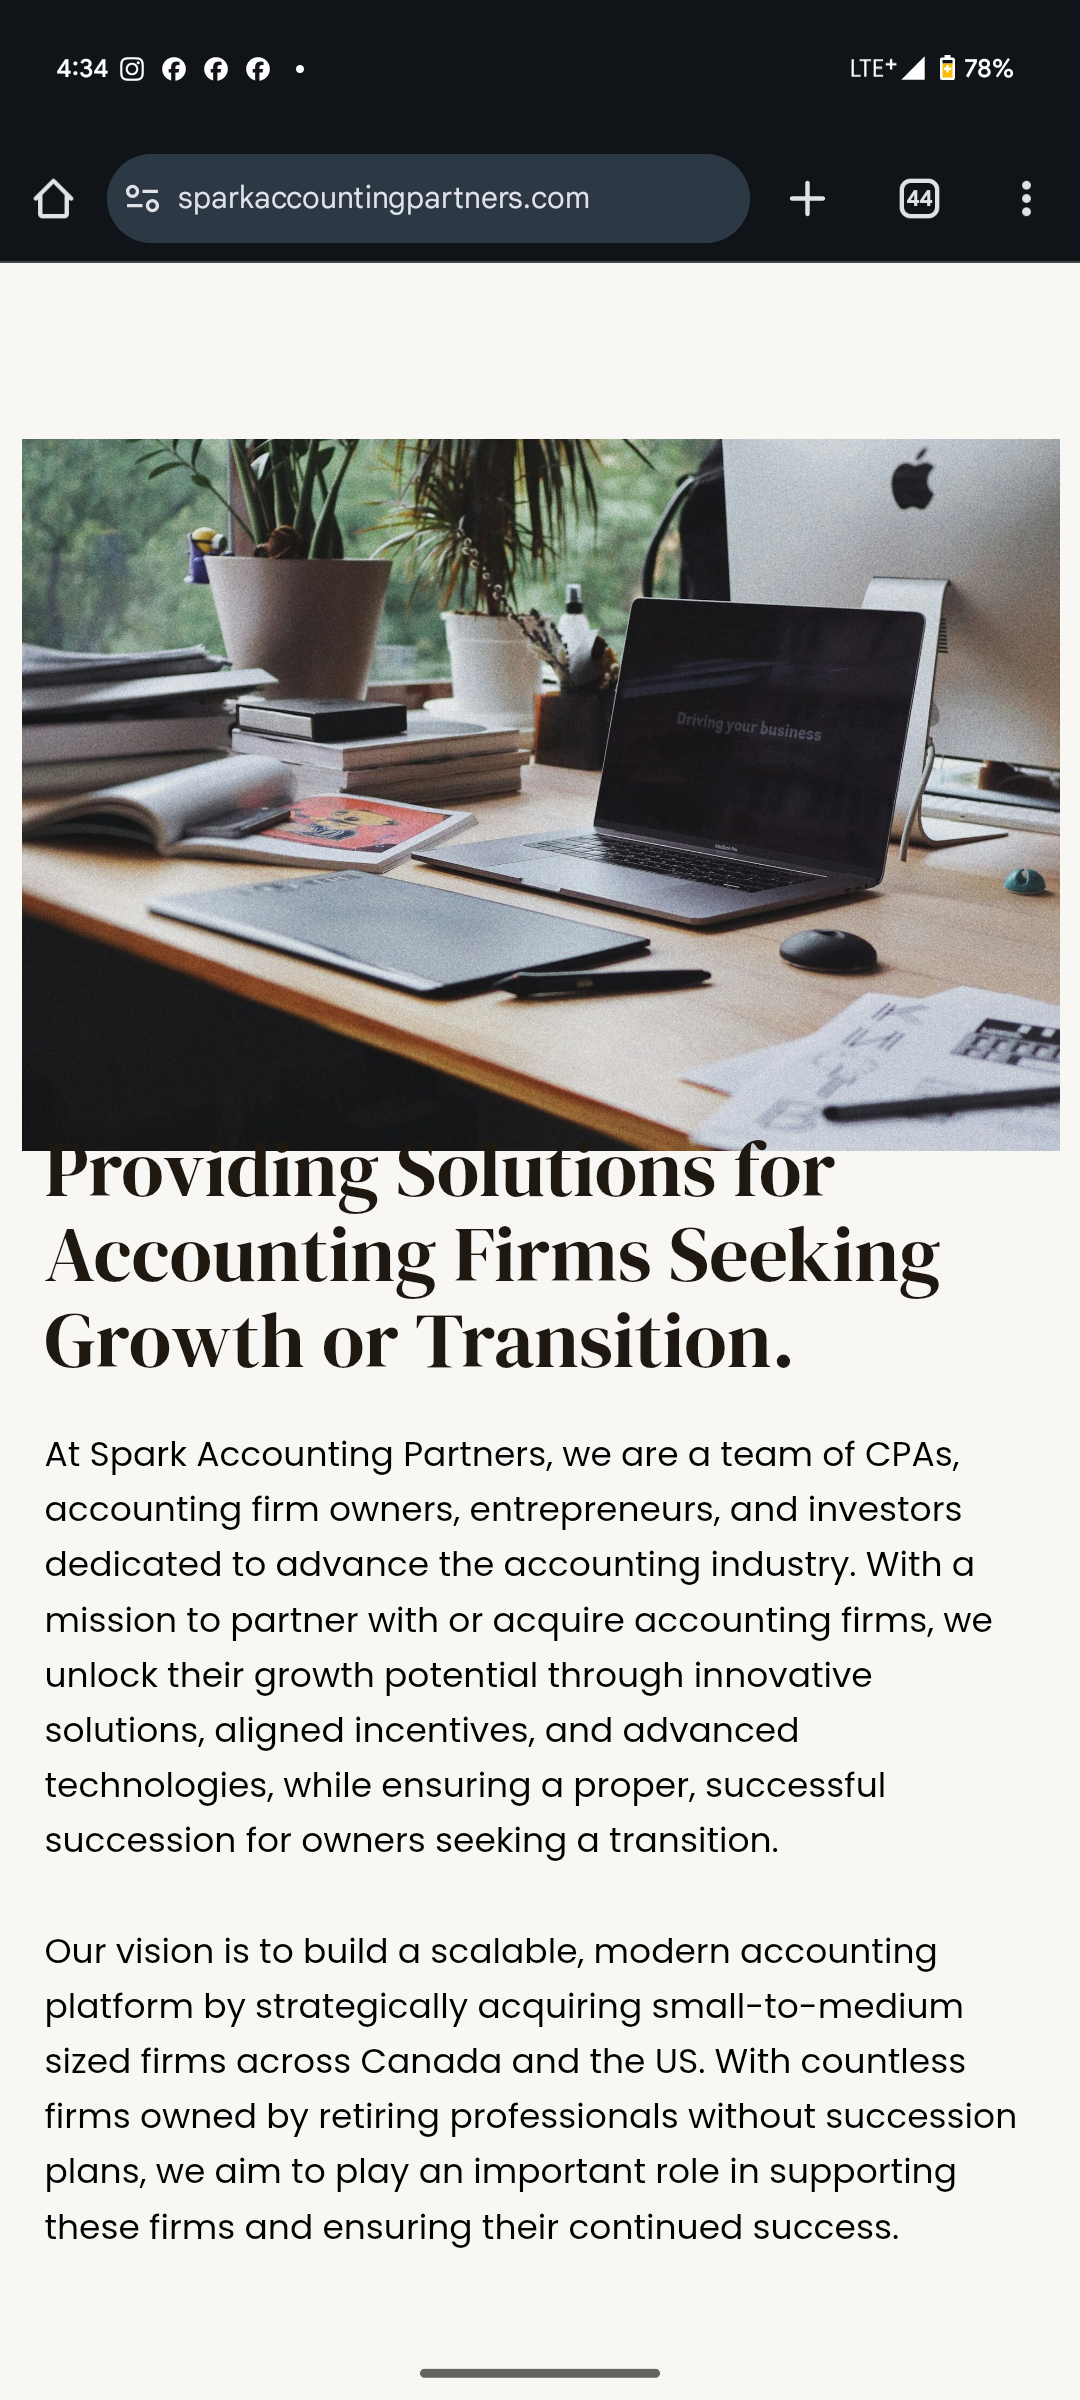 4:34
LTE+ 78%
sparkaccountingpartners.com
44
Driving your business
MacBook Pro
Providing Solutions for
Accounting Firms Seeking
Growth or Transition.
At Spark Accounting Partners, we are a team of CPAs,
accounting firm owners, entrepreneurs, and investors
dedicated to advance the accounting industry. With a
mission to partner with or acquire accounting firms, we
unlock their growth potential through innovative
solutions, aligned incentives, and advanced
technologies, while ensuring a proper, successful
succession for owners seeking a transition.
Our vision is to build a scalable, modern accounting
platform by strategically acquiring small-to-medium
sized firms across Canada and the US. With countless
firms owned by retiring professionals without succession
plans, we aim to play an important role in supporting
these firms and ensuring their continued success.